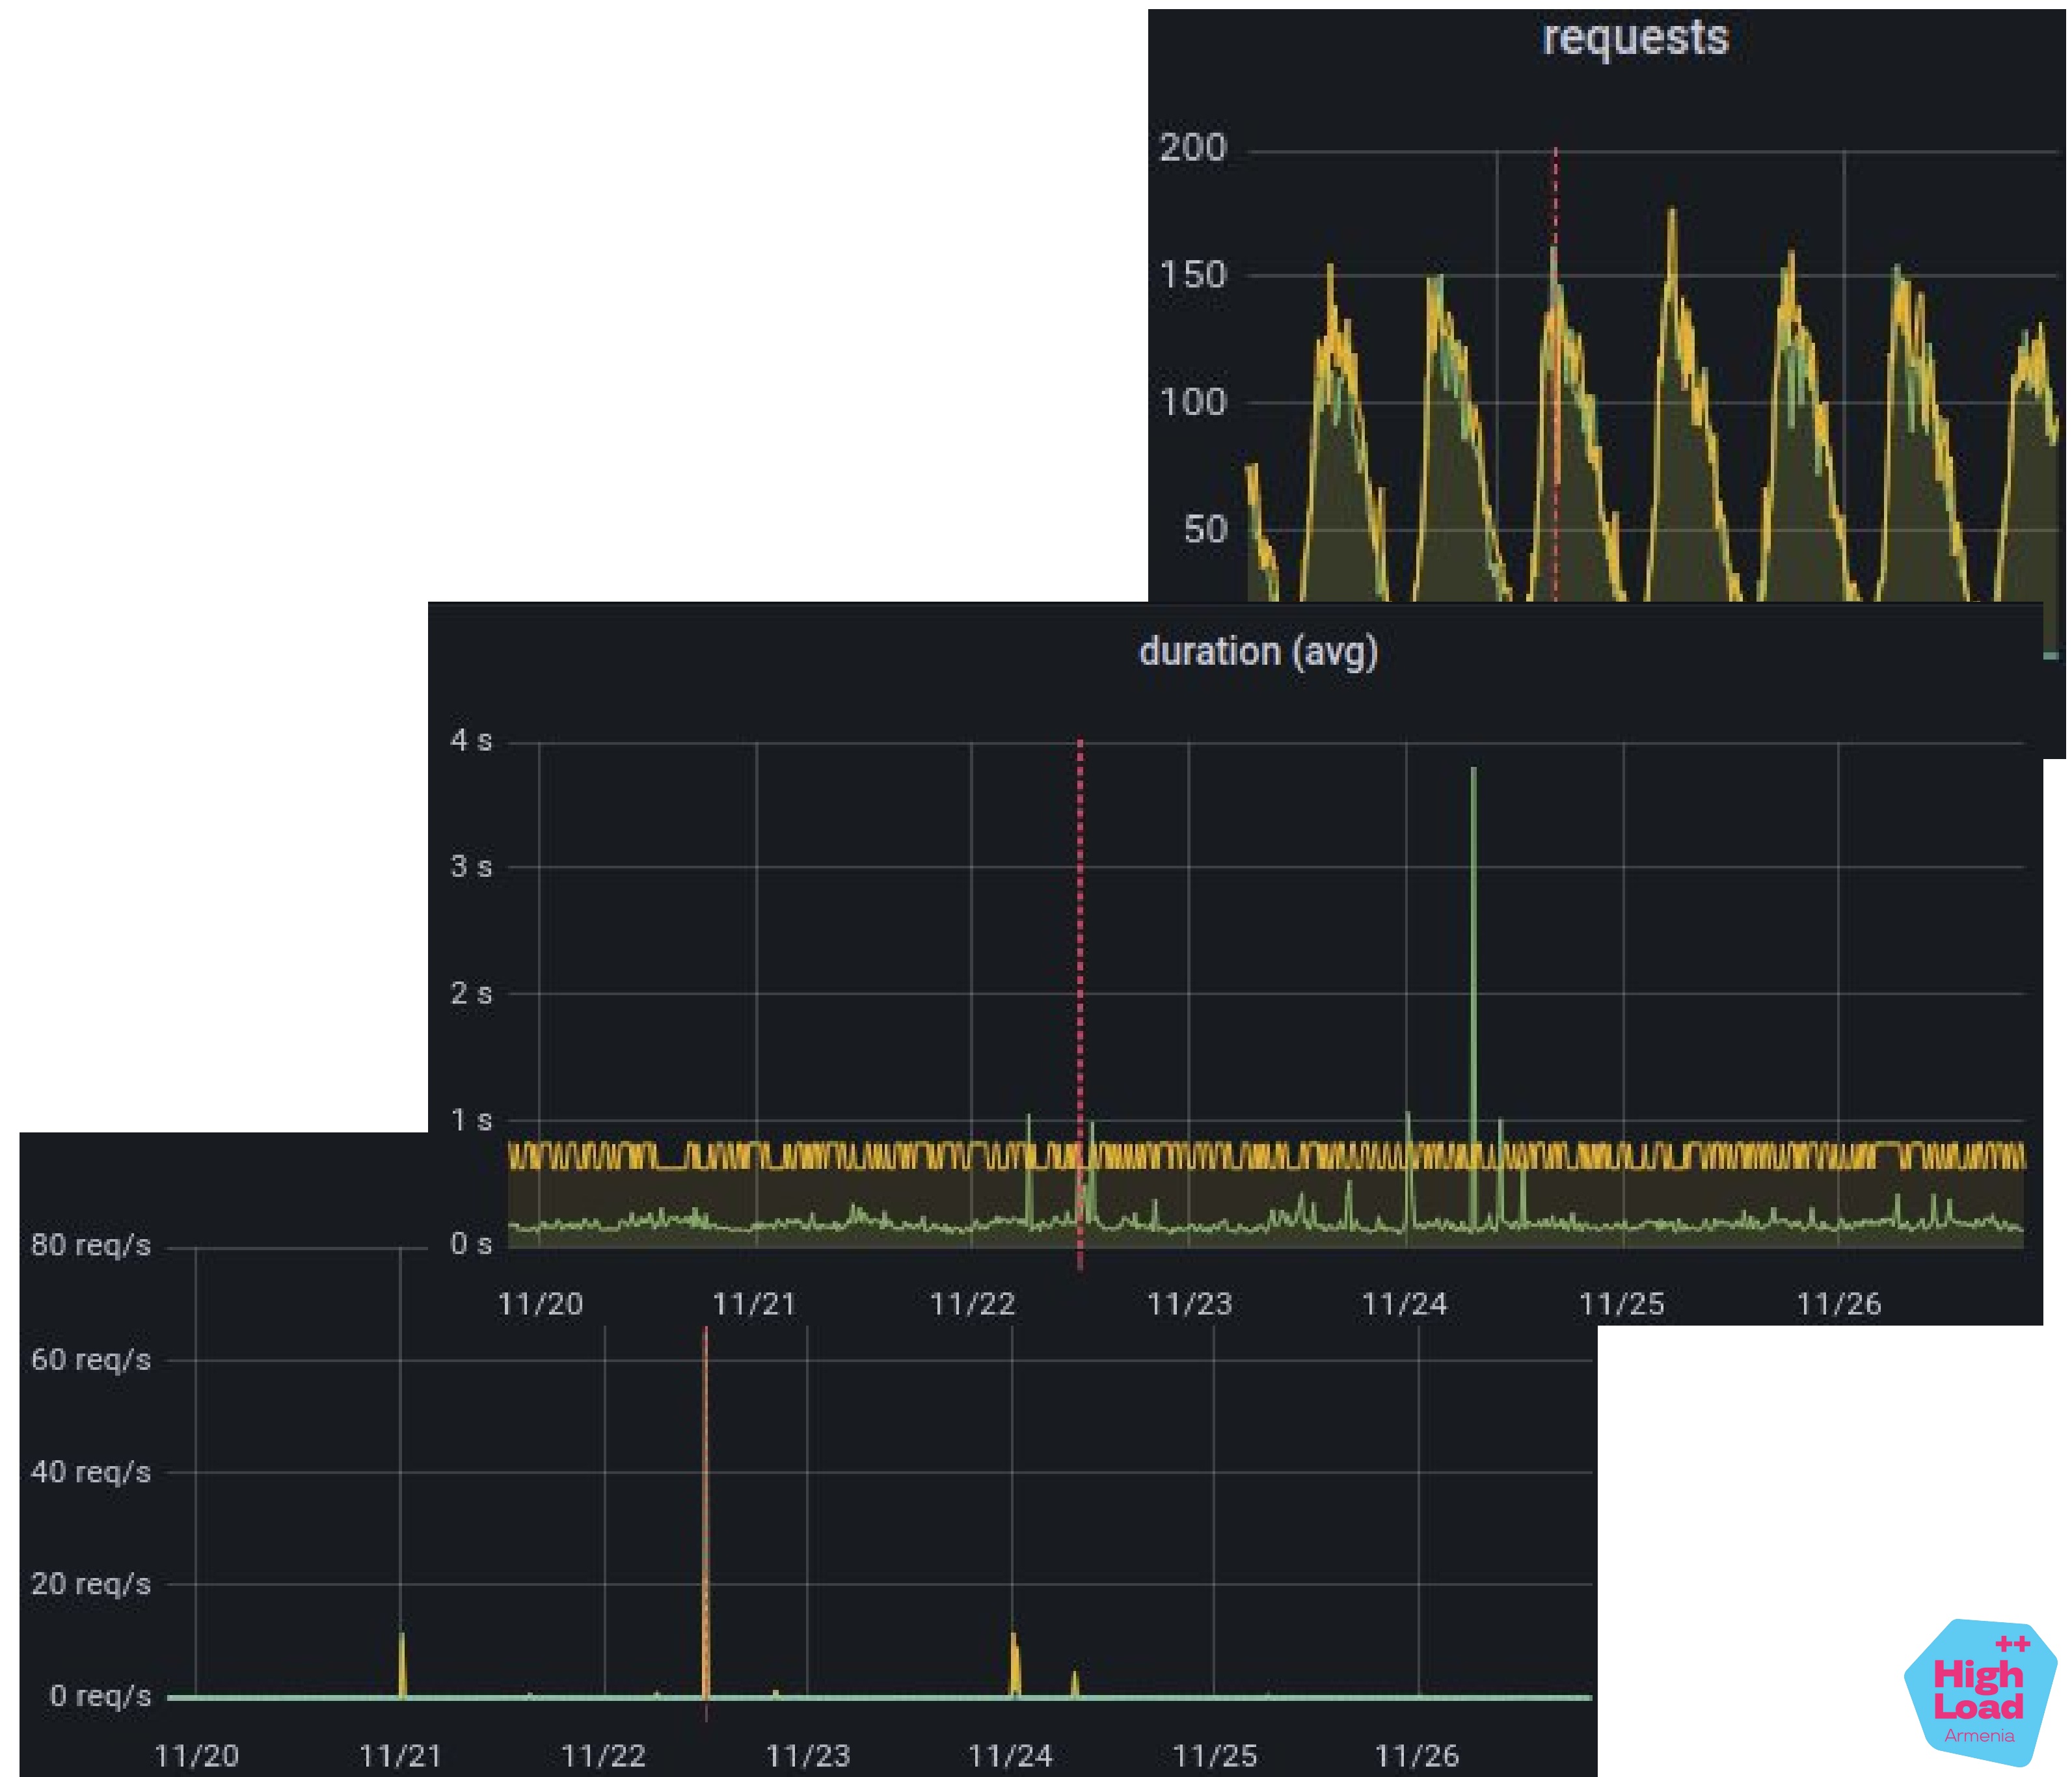 requests
200
150
100
50
duration (avg)
4 s
3 s
2 s
1 s
0 s
11/20 11/21 11/22 11/23 11/24 11/25 11/26
80 req/s
60 req/s
40 req/s
20 req/s
0 req/s
11/20 11/21 11/22 11/23 11/24 11/25 11/26
++
High
Load
Armenia